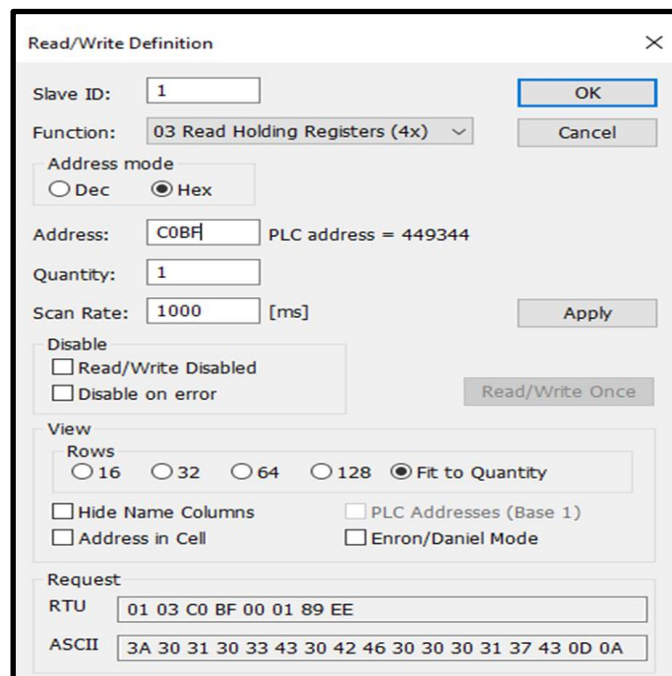 Read/Write Definition
Slave ID: 1 OK
Function: 03 Read Holding Registers (4x) Cancel
Address mode
Dec Hex
Address: C0BF PLC address = 449344
Quantity: 1
Scan Rate: 1000 [ms] Apply
Disable
Read/Write Disabled
Disable on error
Read/Write Once
View
Rows
16 32 64 128 Fit to Quantity
Hide Name Columns PLC Addresses (Base 1)
Address in Cell Enron/Daniel Mode
Request
RTU 01 03 C0 BF 00 01 89 EE
ASCII 3A 30 31 30 33 43 30 42 46 30 30 30 31 37 43 0D 0A